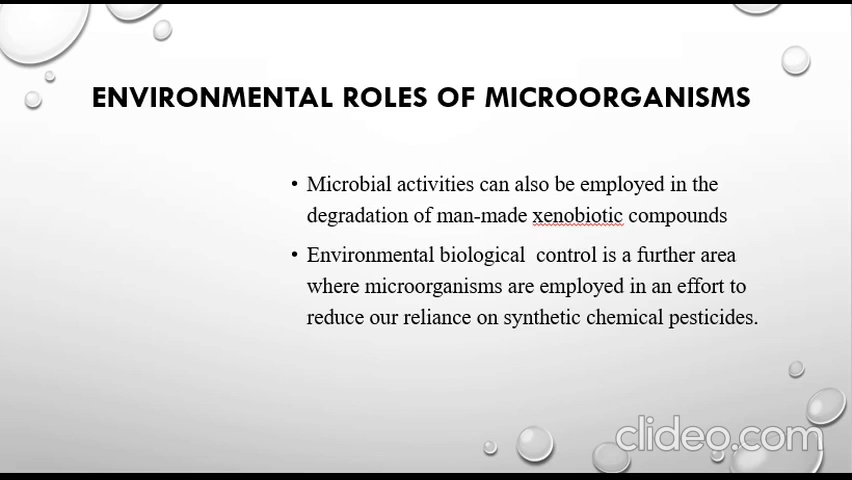 ENVIRONMENTAL ROLES OF MICROORGANISMS
• Microbial activities can also be employed in the
degradation of man-made xenobiotic compounds
• Environmental biological  control is a further area
where microorganisms are employed in an effort to
reduce our reliance on synthetic chemical pesticides.
clideo.com